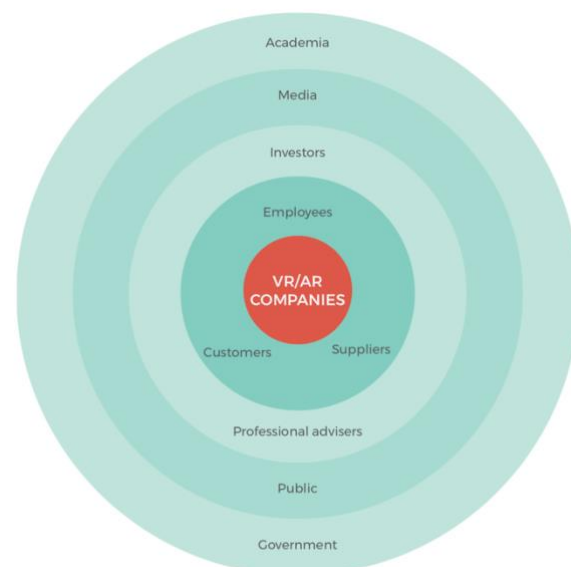 Academia
Media
Investors
Employees
VR/AR
COMPANIES
Customers
Suppliers
Professional advisers
Public
Government